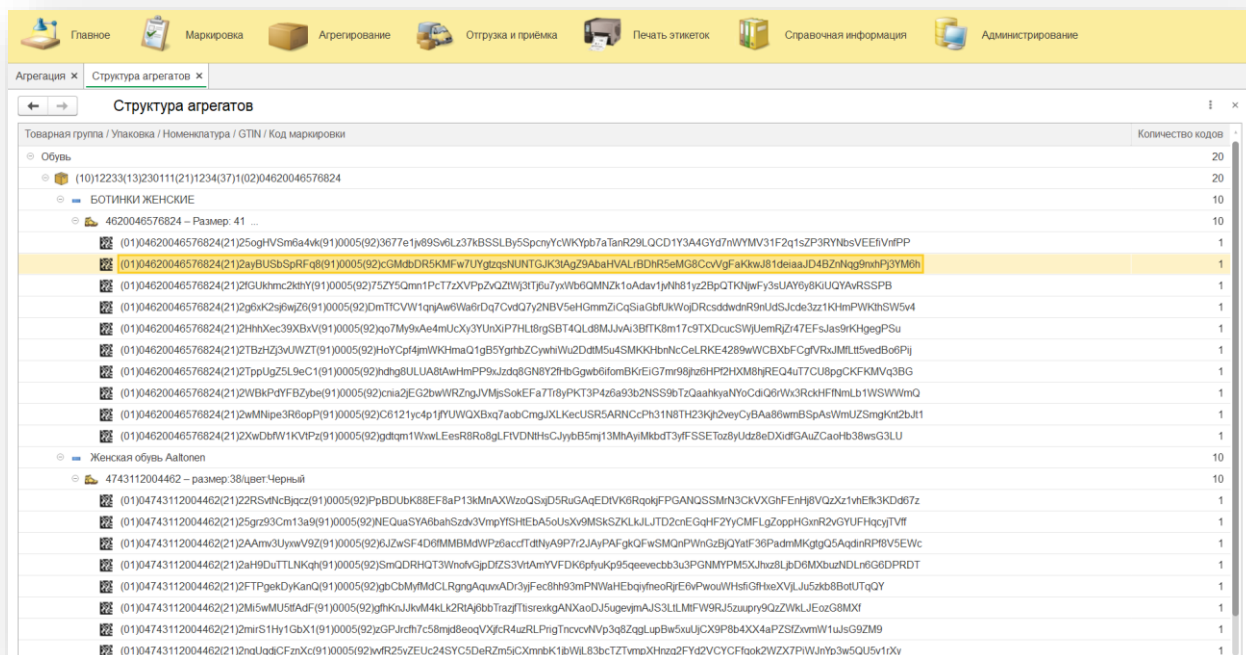 Главное Маркировка Агрегирование Отгрузка и приёмка Печать этикеток Справочная информация Администрирование
Агрегация × Структура агрегатов ×
Структура агрегатов
Товарная группа / Упаковка / Номенклатура / GTIN / Код маркировки Количество кодов
Обувь 20
(10)12233(13)230111(21)1234(37)1(02)04620046576824 20
БОТИНКИ ЖЕНСКИЕ 10
4620046576824 – Размер: 41 ... 10
(01)04620046576824(21)25ogHVSm6a4vk(91)0005(92)3677e1jv89Sv6Lz37kBSSLBy5SpcnyYcWKYpb7aTanR29LQCD1Y3A4GYd7nWYMV31F2q1sZP3RYNbsVEEfiVnfPP 1
(01)04620046576824(21)2ayBUSbSpRFq8(91)0005(92)cGMdbDR5KMFw7UYgtzqsNUNTGJK3tAgZ9AbaHVALrBDhR5eMG8CcvVgFaKkwJ81deiaaJD4BZnNqg9nxhPj3YM6h 1
(01)04620046576824(21)2fGUkhmc2kthY(91)0005(92)75ZY5Qmn1PcT7zXVPpZvQZtWj3tTj6u7yxWb6QMNZk1oAdav1jvNh81yz2BpQTKNjwFy3sUAY6y8KiUQYAvRSSPB 1
(01)04620046576824(21)2g6xK2sj6wjZ6(91)0005(92)DmTfCVW1qnjAw6Wa6rDq7CvdQ7y2NBV5eHGmmZiCqSiaGbfUkWojDRcsddwdnR9nUdSJcde3zz1KHmPWKthSW5v4 1
(01)04620046576824(21)2HhhXec39XBxV(91)0005(92)qo7My9xAe4mUcXy3YUnXiP7HLt8rgSBT4QLd8MJJvAi3BfTK8m17c9TXDcucSWjUemRjZr47EFsJas9rKHgegPSu 1
(01)04620046576824(21)2TBzHZj3vUWZT(91)0005(92)HoYCpf4jmWKHmaQ1gB5YgrhbZCywhiWu2DdtM5u4SMKKHbnNcCeLRKE4289wWCBXbFCgfVRxJMfLtt5vedBo6Pij 1
(01)04620046576824(21)2TppUgZ5L9eC1(91)0005(92)hdhg8ULUA8tAwHmPP9xJzdq8GN8Y2fHbGgwb6ifomBKrEiG7mr98jhz6HPf2HXM8hjREQ4uT7CU8pgCKFKMVq3BG 1
(01)04620046576824(21)2WBkPdYFBZybe(91)0005(92)cnia2jEG2bwWRZngJVMjsSokEFa7Tr8yPKT3P4z6a93b2NSS9bTzQaahkyaNYoCdiQ6rWx3RckHFfNmLb1WSWWmQ 1
(01)04620046576824(21)2wMNipe3R6opP(91)0005(92)C6121yc4p1jfYUWQXBxq7aobCmgJXLKecUSR5ARNCcPh31N8TH23Kjh2veyCyBAa86wmBSpAsWmUZSmgKnt2bJt1 1
(01)04620046576824(21)2XwDbfW1KVtPz(91)0005(92)gdtqm1WxwLEesR8Ro8gLFtVDNtHsCJyybB5mj13MhAyiMkbdT3yfFSSEToz8yUdz8eDXidfGAuZCaoHb38wsG3LU 1
Женская обувь Aaltonen 10
4743112004462 – размер:38/цвет:Черный 10
(01)04743112004462(21)22RSvtNcBjqcz(91)0005(92)PpBDUbK88EF8aP13kMnAXWzoQSxjD5RuGAqEDtVK6RqokjFPGANQSSMrN3CkVXGhFEnHj8VQzXz1vhEfk3KDd67z 1
(01)04743112004462(21)25grz93Cm13a9(91)0005(92)NEQuaSYA6bahSzdv3VmpYfSHtEbA5oUsXv9MSkSZKLkJLJTD2cnEGqHF2YyCMFLgZoppHGxnR2vGYUFHqcyjTVff 1
(01)04743112004462(21)2AAmv3UyxwV9Z(91)0005(92)6JZwSF4D6fMMBMdWPz6accfTdtNyA9P7r2JAyPAFgkQFwSMQnPWnGzBjQYatF36PadmMKgtgQ5AqdinRPf8V5EWc 1
(01)04743112004462(21)2aH9DuTTLNKqh(91)0005(92)SmQDRHQT3WnofvGjpDfZS3VrtAmYVFDK6pfyuKp95qeevecbb3u3PGNMYPM5XJhxz8LjbD6MXbuzNDLn6G6DPRDT 1
(01)04743112004462(21)2FTPgekDyKanQ(91)0005(92)gbCbMyfMdCLRgngAquvxADr3yjFec8hh93mPNWaHEbqiyfneoRjrE6vPwouWHsfiGfHxeXVjLJu5zkb8BotUTqQY 1
(01)04743112004462(21)2Mi5wMU5tfAdF(91)0005(92)gfhKnJJkvM4kLk2RtAj6bbTrazjfTtisrexkgANXaoDJ5ugevjmAJS3LtLMtFW9RJ5zuupry9QzZWkLJEozG8MXf 1
(01)04743112004462(21)2mirS1Hy1GbX1(91)0005(92)zGPJrcfh7c58mjd8eoqVXjfcR4uzRLPrigTncvcvNVp3q8ZqgLupBw5xuUjCX9P8b4XX4aPZSfZxvmW1uJsG9ZM9 1
(01)04743112004462(21)2ngUqdjCFznXc(91)0005(92)vvfR25yZEUc24SYC5DeRZm5jCXmnbK1jbWjL83bcTZTvmpXHnzg2FYd2VCYCFfgok2WZX7PiWJnYp3w5QU5v1rXy 1